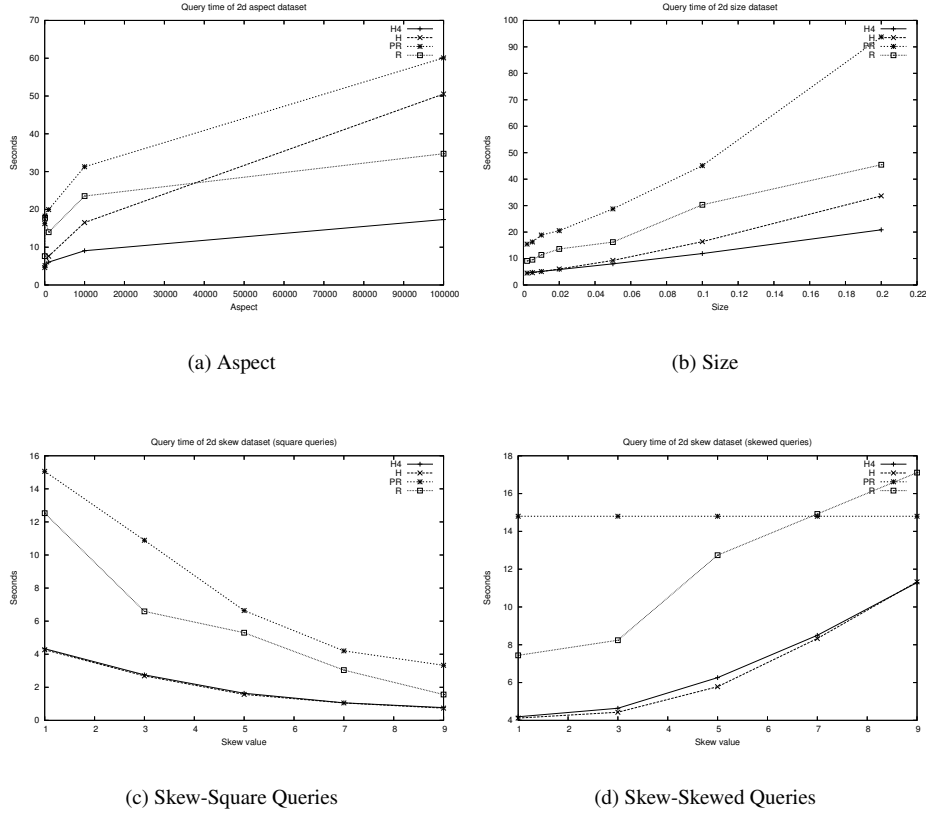 Query time of 2d aspect dataset
70
60
50
40
30
20
10
0
Seconds
H4
H
PR
R
0 10000 20000 30000 40000 50000 60000 70000 80000 90000 100000
Aspect
(a) Aspect
Query time of 2d size dataset
100
90
80
70
60
50
40
30
20
10
0
Seconds
H4
H
PR
R
0 0.02 0.04 0.06 0.08 0.1 0.12 0.14 0.16 0.18 0.2 0.22
Size
(b) Size
Query time of 2d skew dataset (square queries)
16
14
12
10
8
6
4
2
0
Seconds
H4
H
PR
R
1 2 3 4 5 6 7 8 9
Skew value
(c) Skew-Square Queries
Query time of 2d skew dataset (skewed queries)
18
16
14
12
10
8
6
4
Seconds
H4
H
PR
R
1 2 3 4 5 6 7 8 9
Skew value
(d) Skew-Skewed Queries